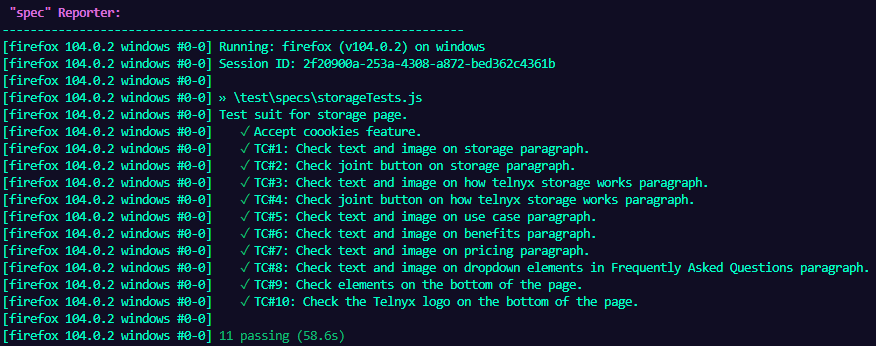 "spec" Reporter:
------------------------------------------------------------------
[firefox 104.0.2 windows #0-0] Running: firefox (v104.0.2) on windows
[firefox 104.0.2 windows #0-0] Session ID: 2f20900a-253a-4308-a872-bed362c4361b
[firefox 104.0.2 windows #0-0]
[firefox 104.0.2 windows #0-0] » \test\specs\storageTests.js
[firefox 104.0.2 windows #0-0] Test suit for storage page.
[firefox 104.0.2 windows #0-0]    ✓ Accept coookies feature.
[firefox 104.0.2 windows #0-0]    ✓ TC#1: Check text and image on storage paragraph.
[firefox 104.0.2 windows #0-0]    ✓ TC#2: Check joint button on storage paragraph.
[firefox 104.0.2 windows #0-0]    ✓ TC#3: Check text and image on how telnyx storage works paragraph.
[firefox 104.0.2 windows #0-0]    ✓ TC#4: Check joint button on how telnyx storage works paragraph.
[firefox 104.0.2 windows #0-0]    ✓ TC#5: Check text and image on use case paragraph.
[firefox 104.0.2 windows #0-0]    ✓ TC#6: Check text and image on benefits paragraph.
[firefox 104.0.2 windows #0-0]    ✓ TC#7: Check text and image on pricing paragraph.
[firefox 104.0.2 windows #0-0]    ✓ TC#8: Check text and image on dropdown elements in Frequently Asked Questions paragraph.
[firefox 104.0.2 windows #0-0]    ✓ TC#9: Check elements on the bottom of the page.
[firefox 104.0.2 windows #0-0]    ✓ TC#10: Check the Telnyx logo on the bottom of the page.
[firefox 104.0.2 windows #0-0]
[firefox 104.0.2 windows #0-0] 11 passing (58.6s)